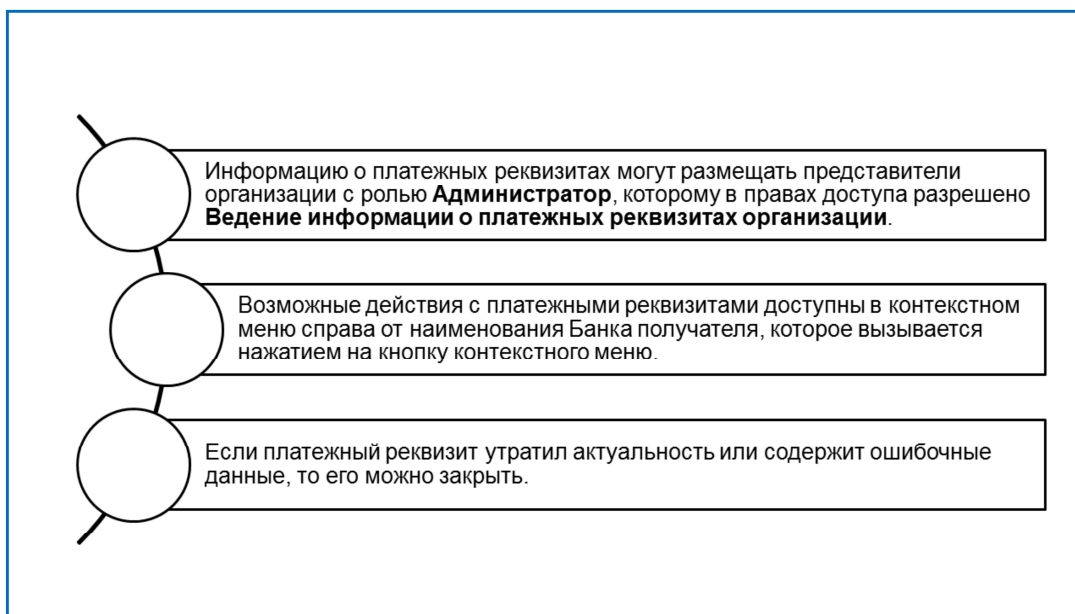 Информацию о платежных реквизитах могут размещать представители
организации с ролью Администратор, которому в правах доступа разрешено
Ведение информации о платежных реквизитах организации.
Возможные действия с платежными реквизитами доступны в контекстном
меню справа от наименования Банка получателя, которое вызывается
нажатием на кнопку контекстного меню.
Если платежный реквизит утратил актуальность или содержит ошибочные
данные, то его можно закрыть.